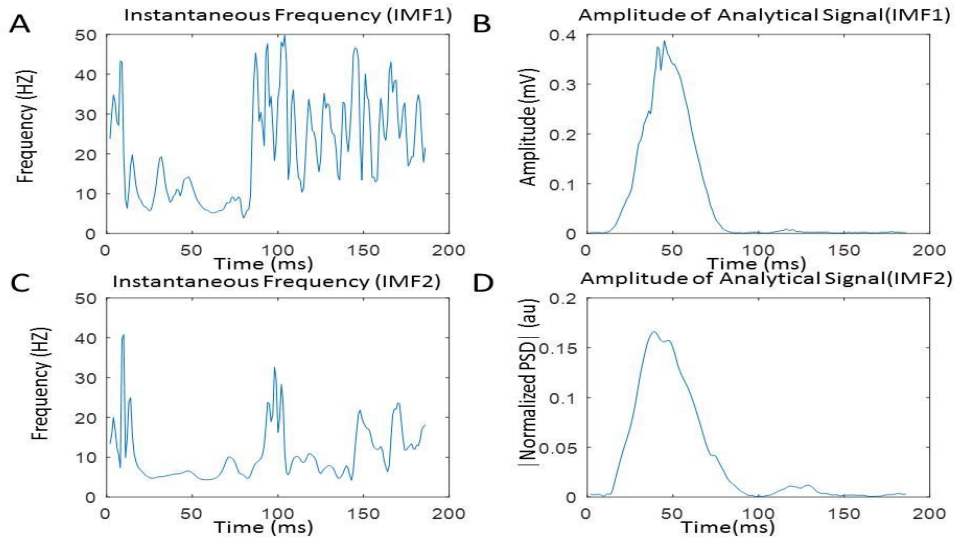 A
Instantaneous Frequency (IMF1)
Frequency (HZ)
50
40
30
20
10
0
0
50
100
150
200
Time (ms)
B
Amplitude of Analytical Signal(IMF1)
Amplitude(mV)
0.4
0.3
0.2
0.1
0
0
50
100
150
200
Time (ms)
C
Instantaneous Frequency (IMF2)
Frequency (HZ)
50
40
30
20
10
0
0
50
100
150
200
Time (ms)
D
Amplitude of Analytical Signal(IMF2)
|Normalized PSD| (au)
0.2
0.15
0.1
0.05
0
0
50
100
150
200
Time(ms)